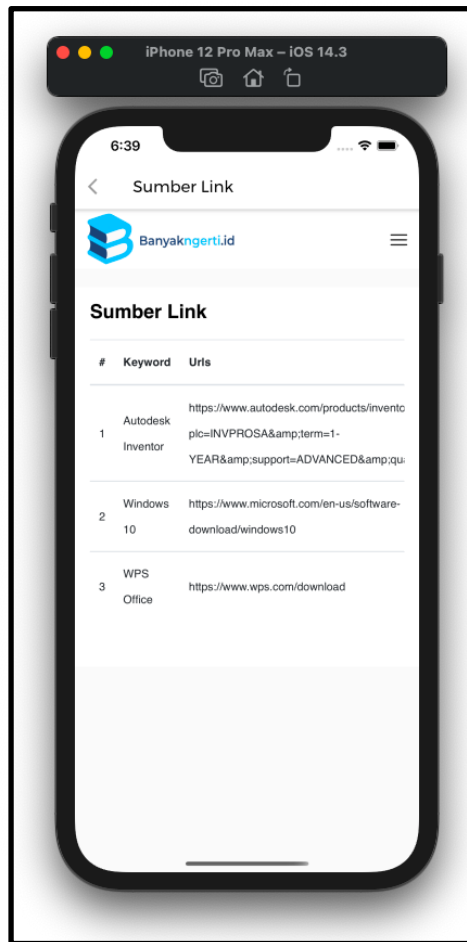 iPhone 12 Pro Max – iOS 14.3
6:39
Sumber Link
Banyakngerti.id
Sumber Link
# Keyword Urls
1 Autodesk Inventor https://www.autodesk.com/products/invento
plc=INVPROSA&amp;term=1-
YEAR&amp;support=ADVANCED&amp;qu
2 Windows 10 https://www.microsoft.com/en-us/software-
download/windows10
3 WPS Office https://www.wps.com/download